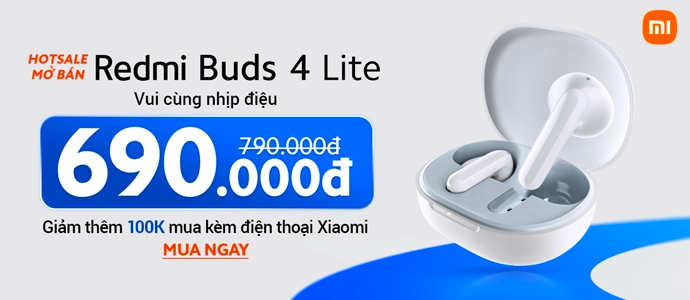 HOTSALE
MỞ BÁN
Redmi Buds 4 Lite
Vui cùng nhịp điệu
790.000đ
690.000đ
Giảm thêm 100K mua kèm điện thoại Xiaomi
MUA NGAY
mi